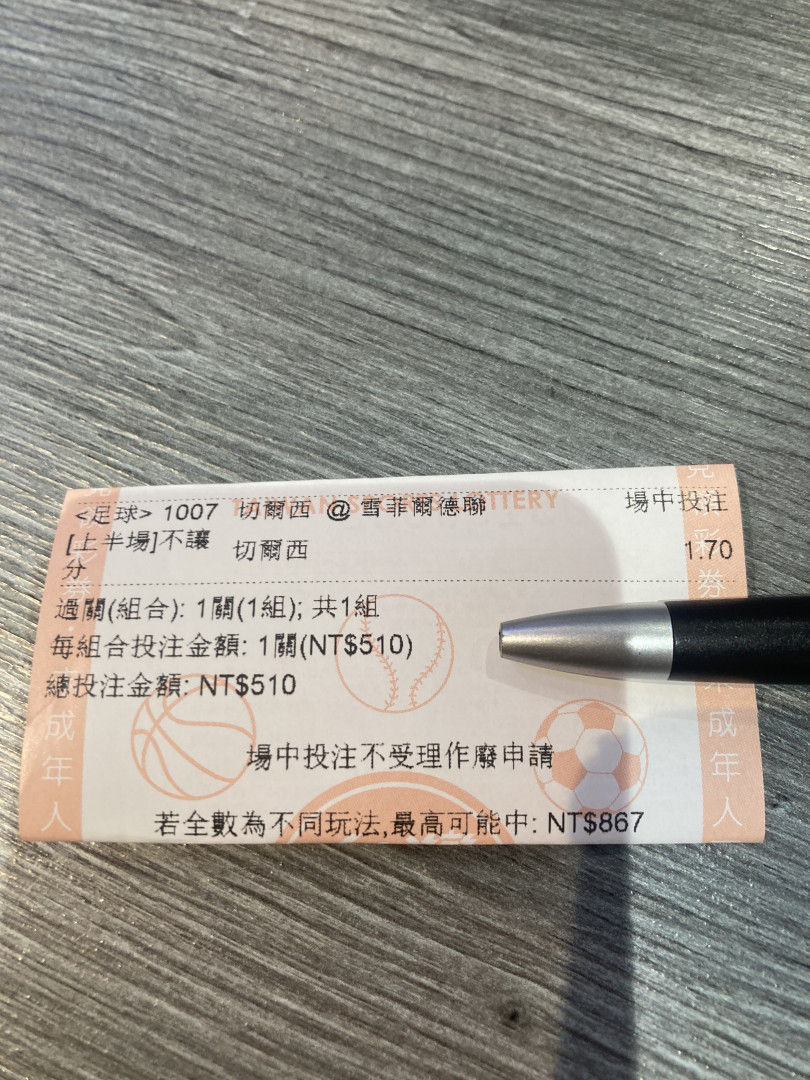 TAIWAN SPORTS LOTTERY
<足球> 1007 切爾西 @ 雪菲爾德聯 場中投注
[上半場]不讓分 切爾西 1.70
過關(組合): 1關(1組); 共1組
每組合投注金額: 1關(NT$510)
總投注金額: NT$510
場中投注不受理作廢申請
若全數為不同玩法,最高可能中: NT$867
成年人
成年人